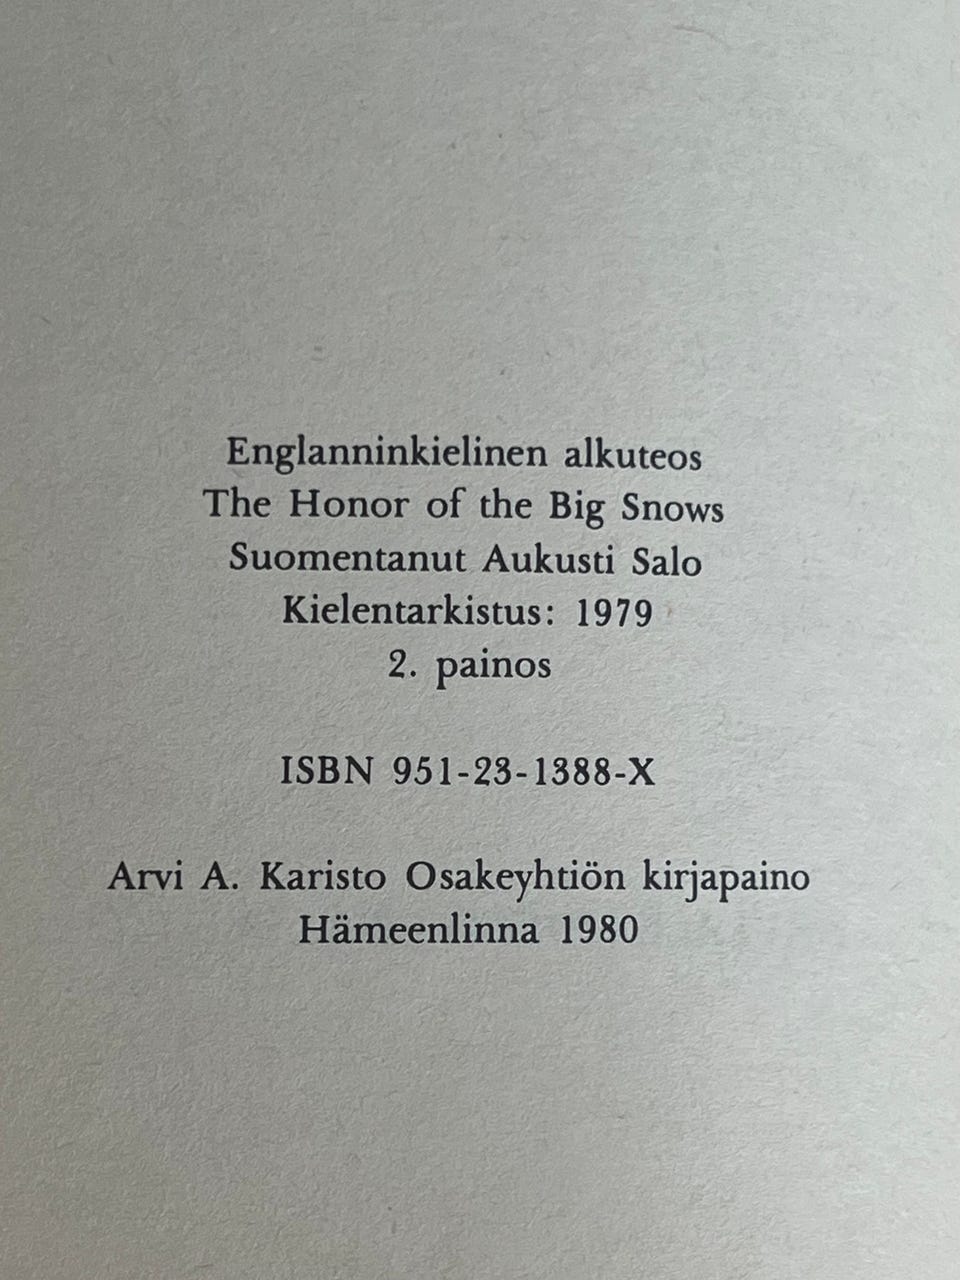 Englanninkielinen alkuteos
The Honor of the Big Snows
Suomentanut Aukusti Salo
Kielentarkistus: 1979
2. painos
ISBN 951-23-1388-X
Arvi A. Karisto Osakeyhtiön kirjapaino
Hämeenlinna 1980